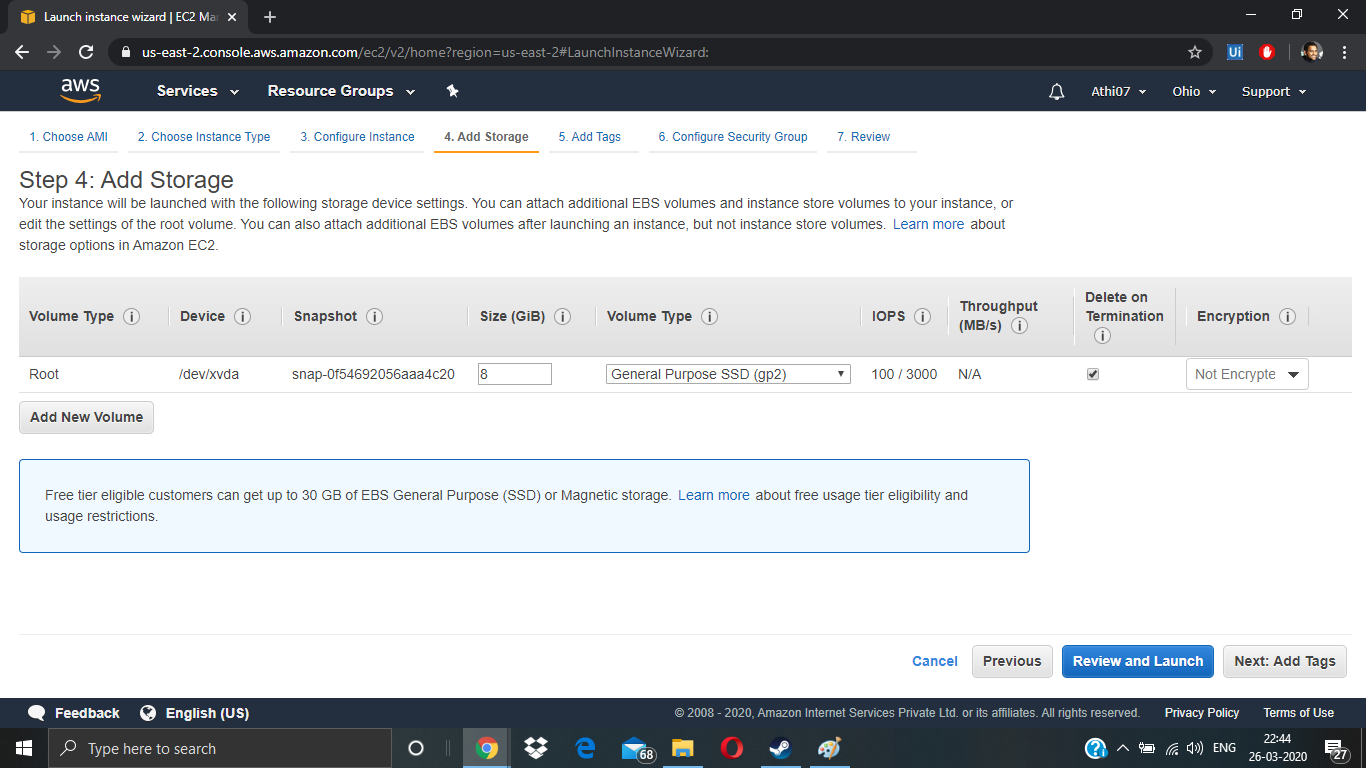 Launch instance wizard | EC2 Ma
us-east-2.console.aws.amazon.com/ec2/v2/home?region=us-east-2#LaunchInstanceWizard:
Ui
aws Services Resource Groups Athi07 Ohio Support
1. Choose AMI 2. Choose Instance Type 3. Configure Instance 4. Add Storage 5. Add Tags 6. Configure Security Group 7. Review
Step 4: Add Storage
Your instance will be launched with the following storage device settings. You can attach additional EBS volumes and instance store volumes to your instance, or
edit the settings of the root volume. You can also attach additional EBS volumes after launching an instance, but not instance store volumes. Learn more about
storage options in Amazon EC2.
Volume Type i Device i Snapshot i Size (GiB) i Volume Type i IOPS i Throughput (MB/s) i Delete on Termination i Encryption i
Root /dev/xvda snap-0f54692056aaa4c20 8 General Purpose SSD (gp2) 100 / 3000 N/A Not Encrypte
Add New Volume
Free tier eligible customers can get up to 30 GB of EBS General Purpose (SSD) or Magnetic storage. Learn more about free usage tier eligibility and
usage restrictions.
Cancel Previous Review and Launch Next: Add Tags
Feedback English (US) © 2008 - 2020, Amazon Internet Services Private Ltd. or its affiliates. All rights reserved. Privacy Policy Terms of Use
Type here to search 68 ENG 22:44
26-03-2020 27